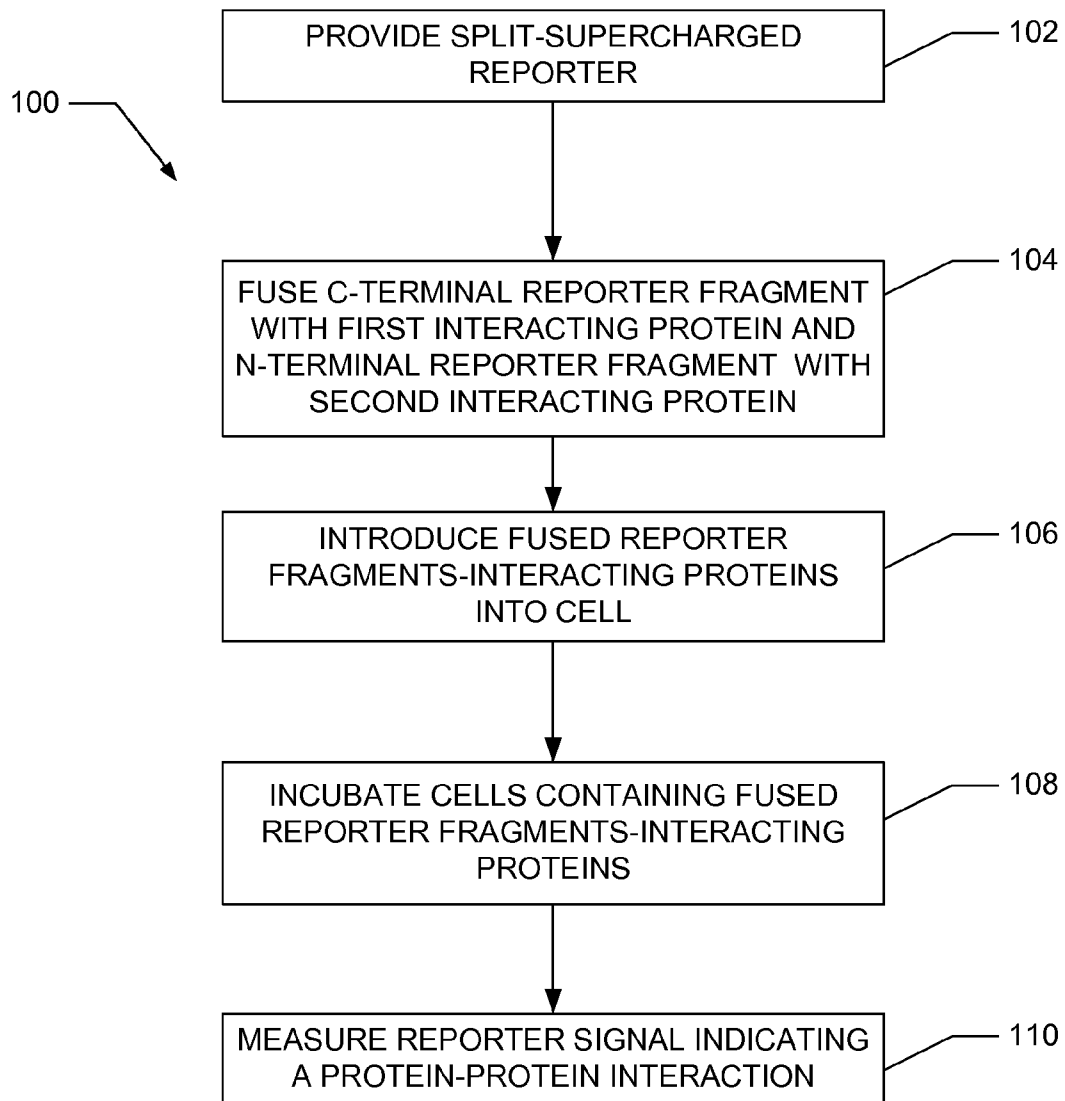 PROVIDE SPLIT-SUPERCHARGED
REPORTER
102
100
FUSE C-TERMINAL REPORTER FRAGMENT
WITH FIRST INTERACTING PROTEIN AND
N-TERMINAL REPORTER FRAGMENT WITH
SECOND INTERACTING PROTEIN
104
INTRODUCE FUSED REPORTER
FRAGMENTS-INTERACTING PROTEINS
INTO CELL
106
INCUBATE CELLS CONTAINING FUSED
REPORTER FRAGMENTS-INTERACTING
PROTEINS
108
MEASURE REPORTER SIGNAL INDICATING
A PROTEIN-PROTEIN INTERACTION
110